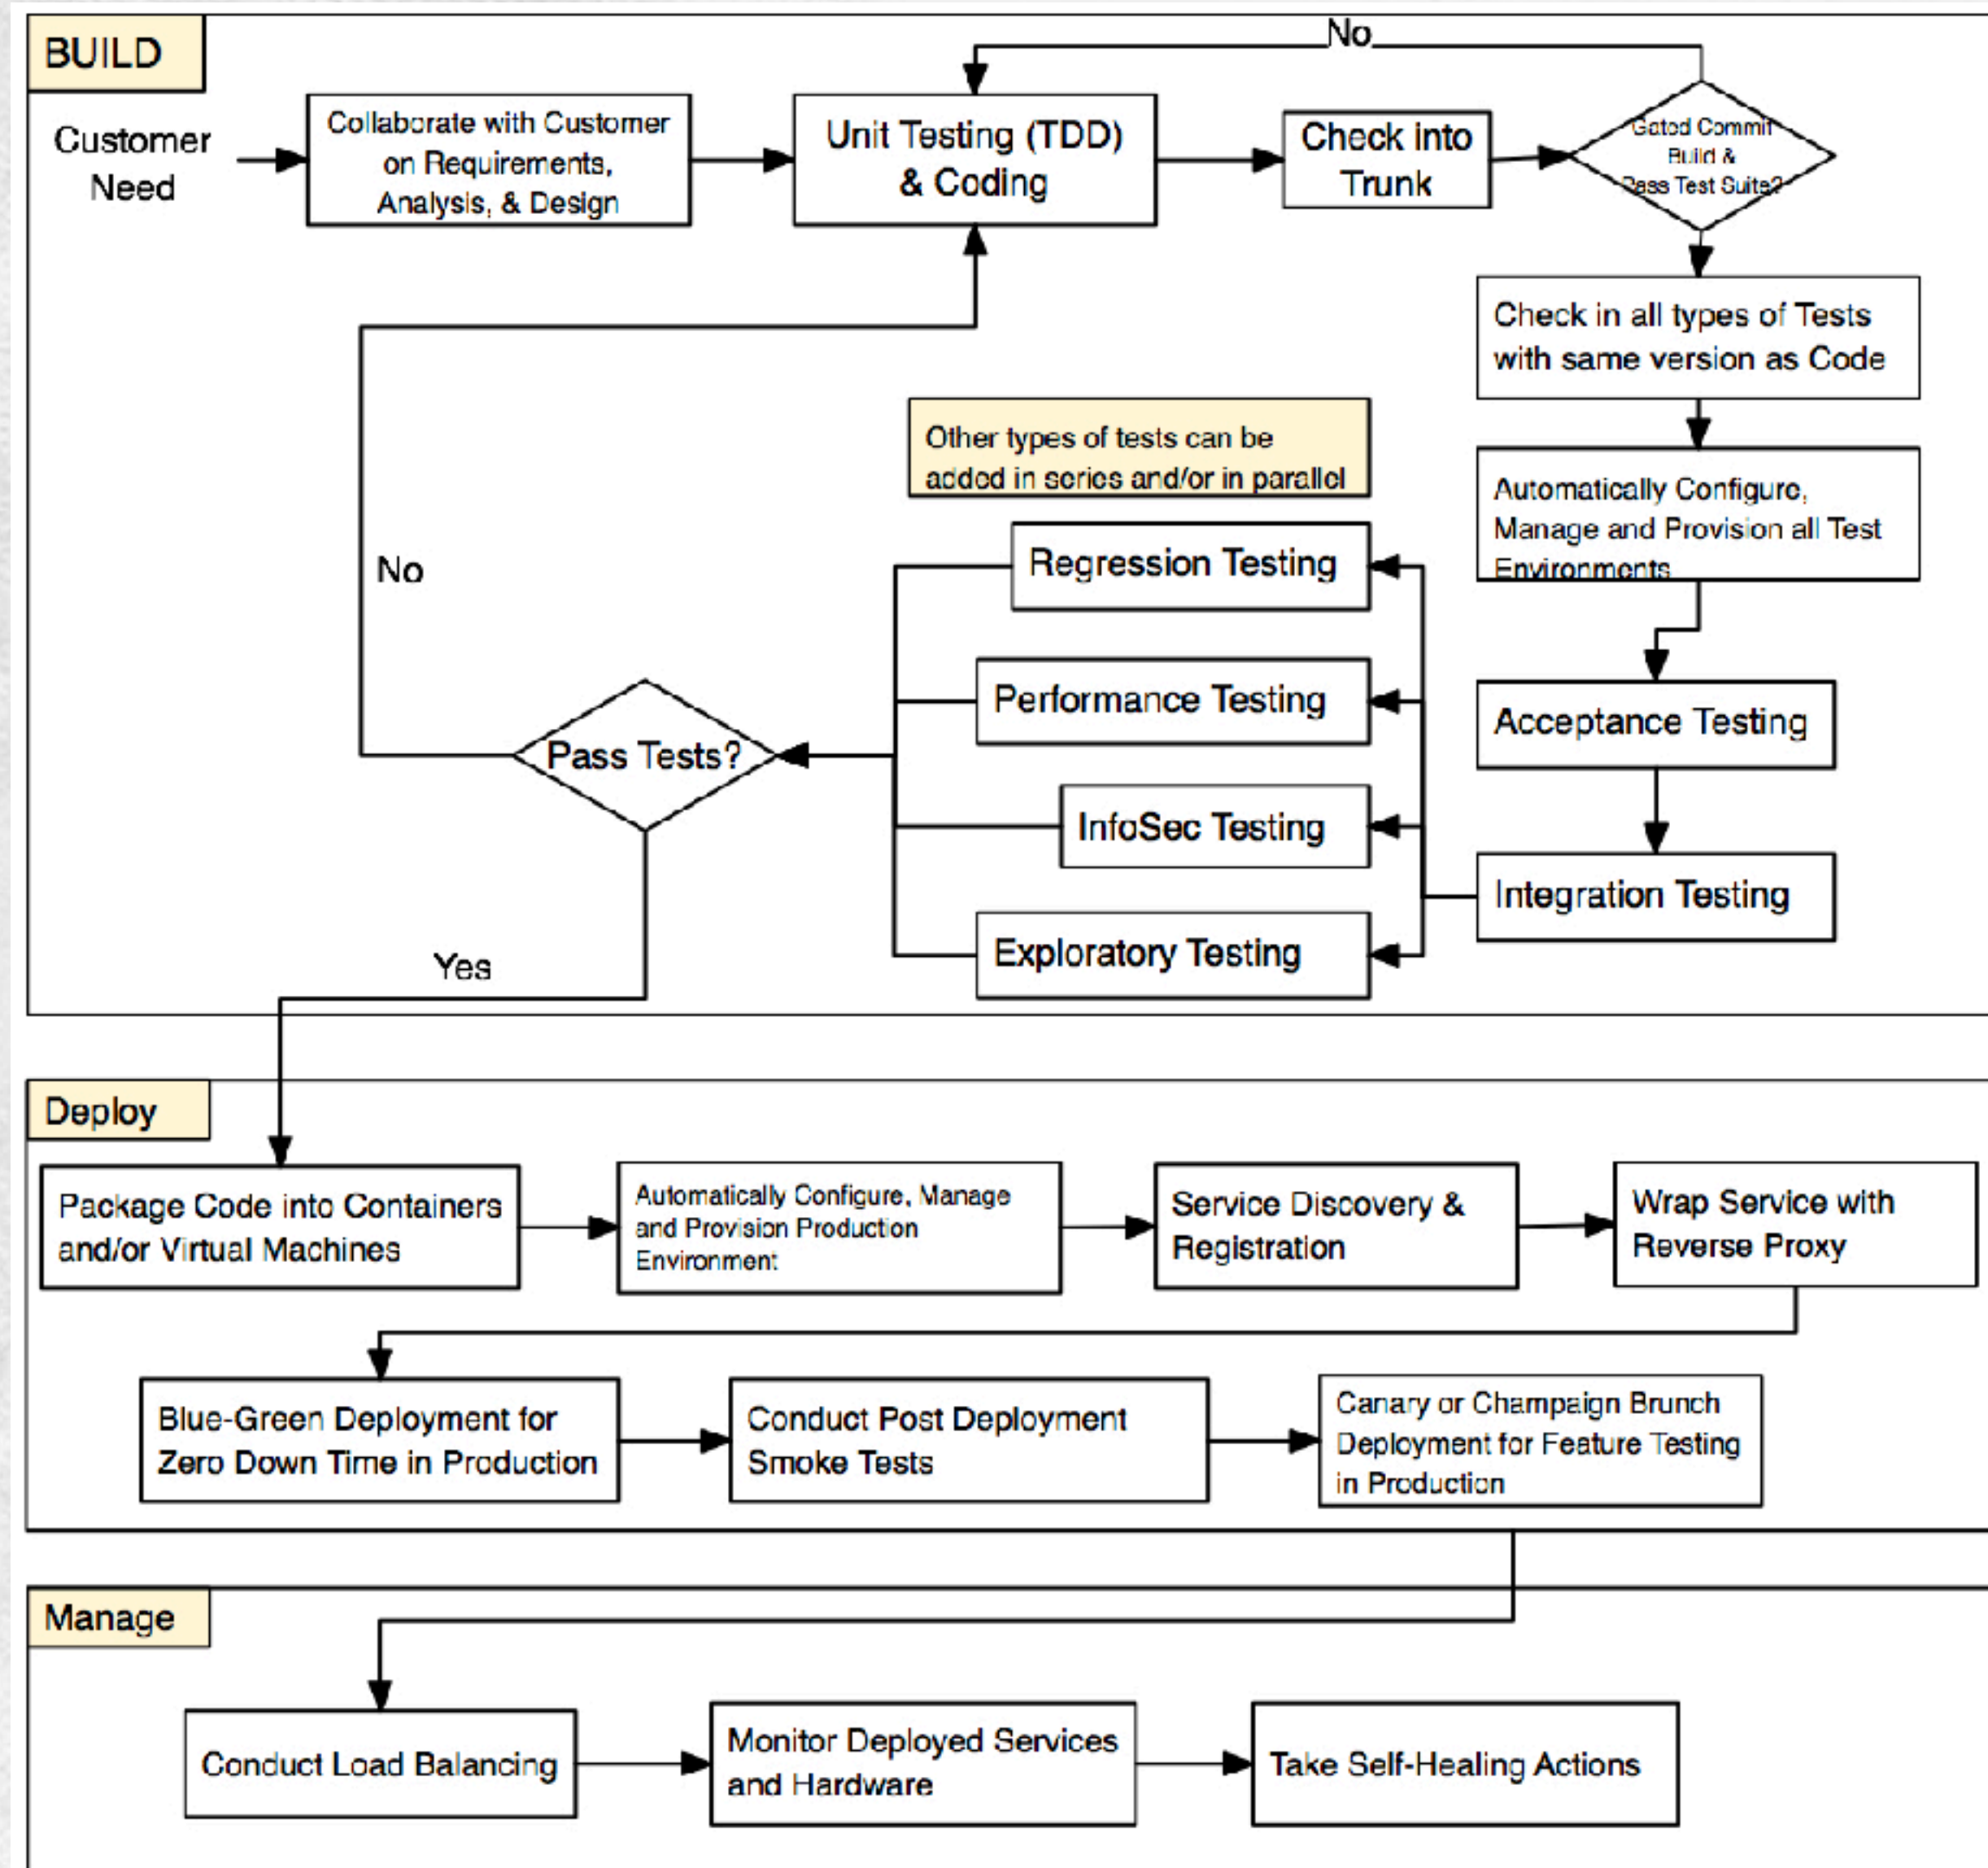 BUILD
No
Customer
Need
Collaborate with Customer
on Requirements,
Analysis, & Design
Unit Testing (TDD)
& Coding
Check into
Trunk
Gated Commit
Build &
Pass Test Suite?
Check in all types of Tests
with same version as Code
Other types of tests can be
added in series and/or in parallel
Automatically Configure,
Manage and Provision all Test
Environments
No
Regression Testing
Performance Testing
Acceptance Testing
Pass Tests?
InfoSec Testing
Integration Testing
Exploratory Testing
Yes
Deploy
Package Code into Containers
and/or Virtual Machines
Automatically Configure, Manage
and Provision Production
Environment
Service Discovery &
Registration
Wrap Service with
Reverse Proxy
Blue-Green Deployment for
Zero Down Time in Production
Conduct Post Deployment
Smoke Tests
Canary or Champaign Brunch
Deployment for Feature Testing
in Production
Manage
Conduct Load Balancing
Monitor Deployed Services
and Hardware
Take Self-Healing Actions